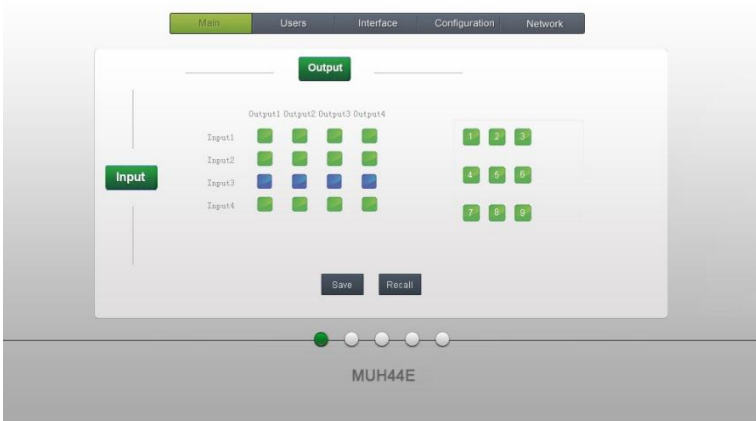 Main Users Interface Configuration Network
Output
Output1 Output2 Output3 Output4
Input1
1 2 3
Input2
Input
Input3
4 5 6
Input4
7 8 9
Save Recall
MUH44E